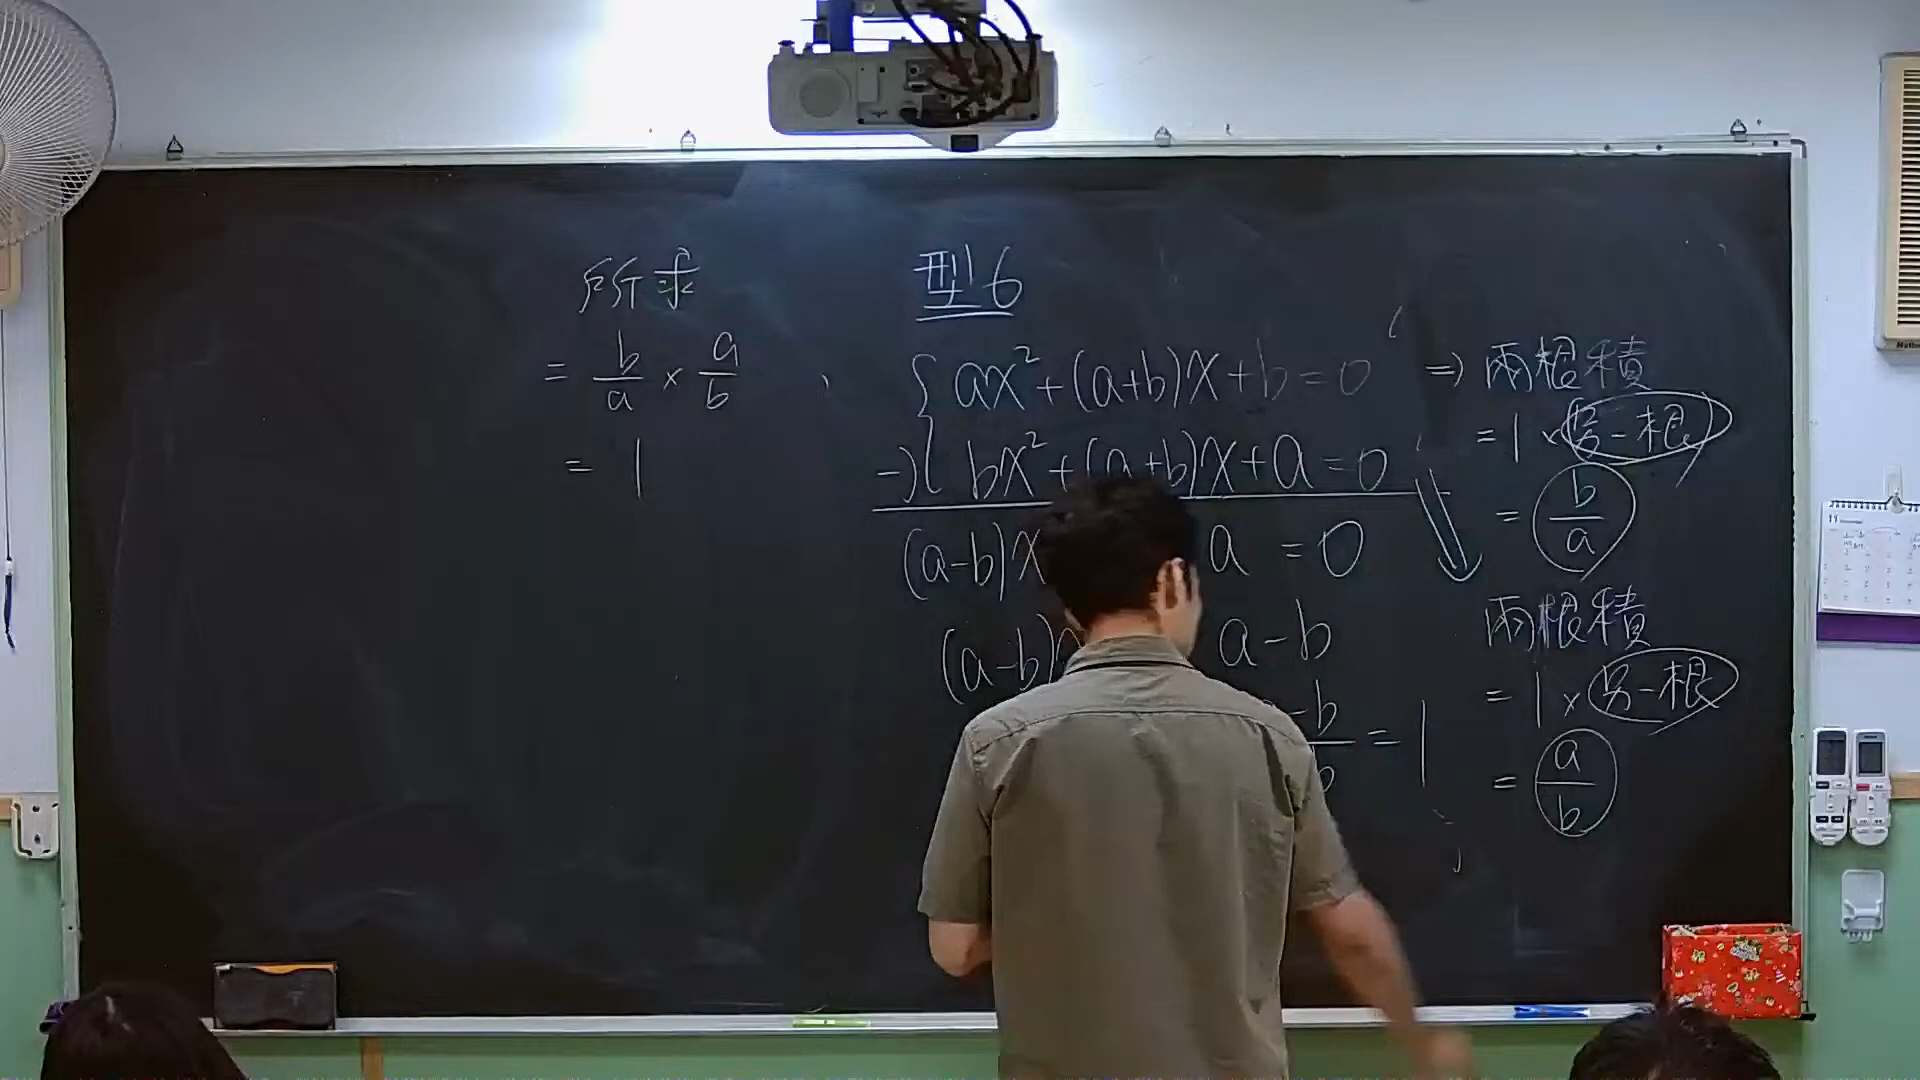 所求
= b/a × a/b
= 1
型6
{ ax²+(a+b)x+b=0
-) { bx²+(a+b)x+a=0
(a-b)x a = 0
(a-b) a-b
-b/b = 1
⇒ 兩根積
= 1 × 另一根
= b/a
兩根積
= 1 × 另一根
= a/b
11